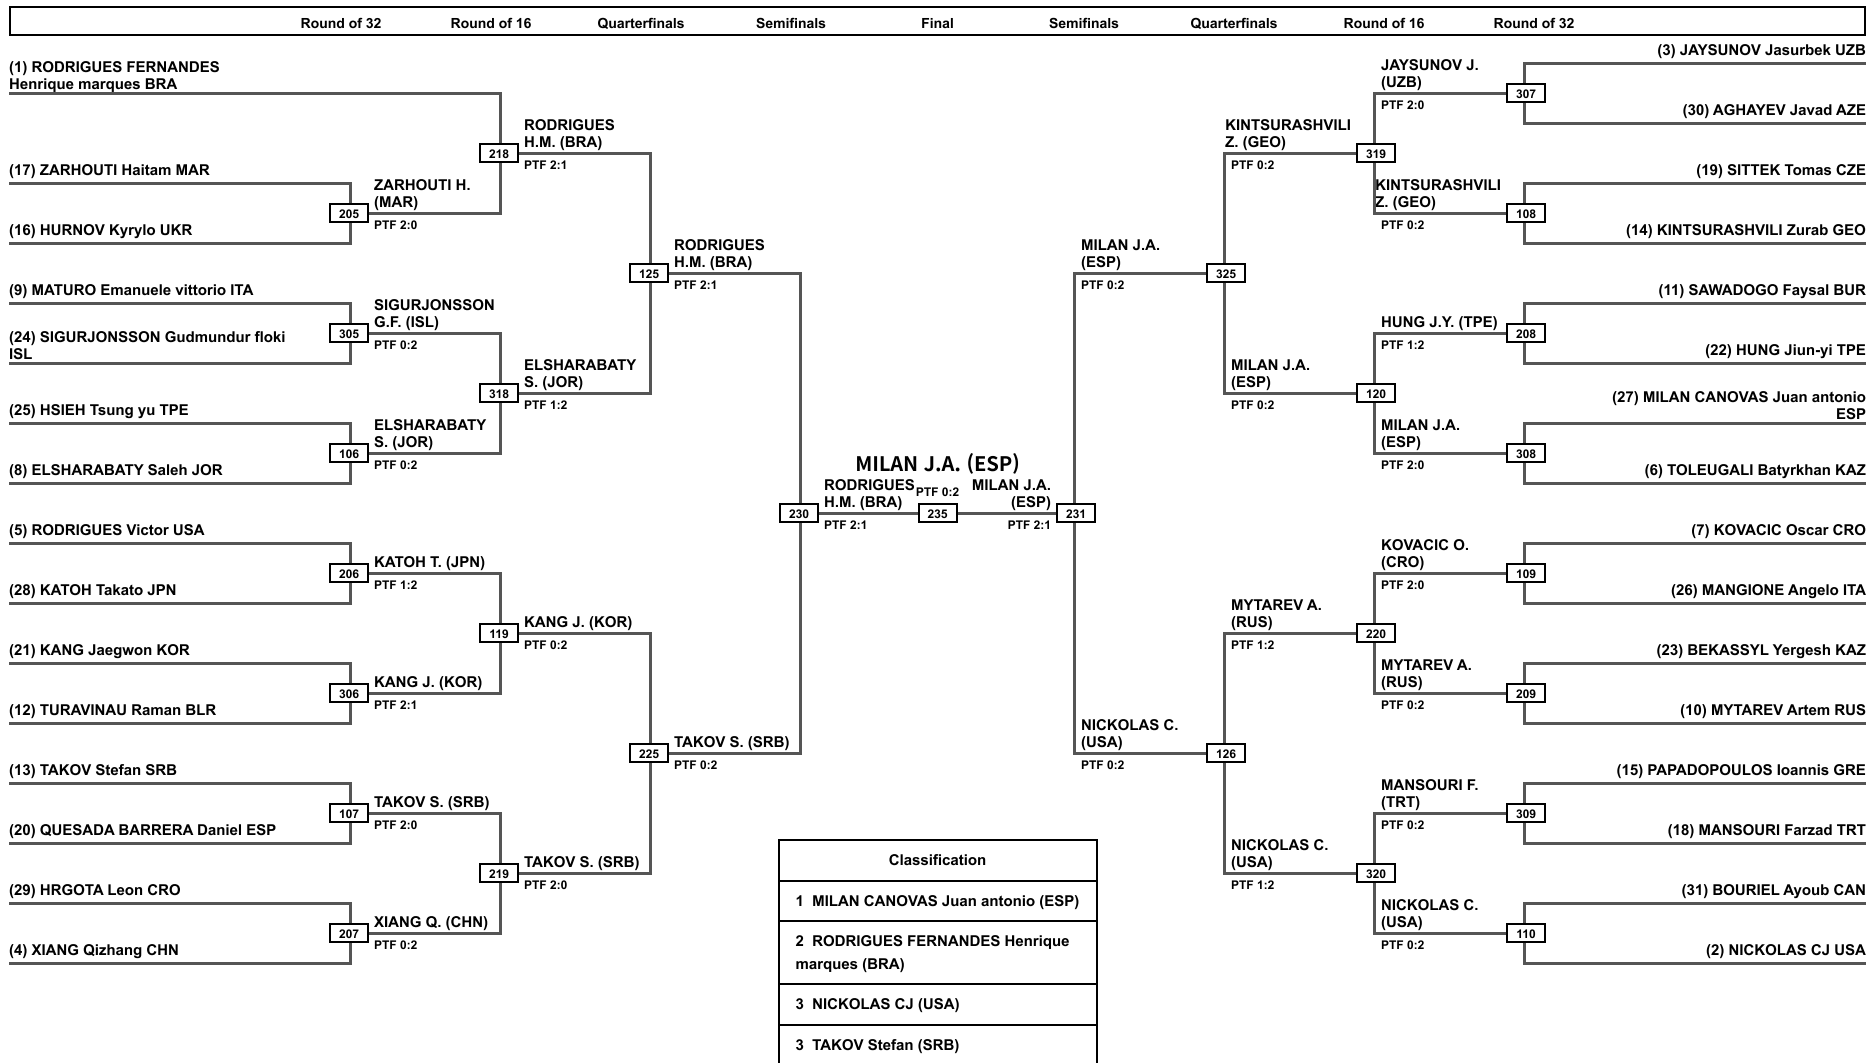 Round of 32 Round of 16 Quarterfinals Semifinals Final Semifinals Quarterfinals Round of 16 Round of 32
(1) RODRIGUES FERNANDES
Henrique marques BRA
(17) ZARHOUTI Haitam MAR
(16) HURNOV Kyrylo UKR
(9) MATURO Emanuele vittorio ITA
(24) SIGURJONSSON Gudmundur floki
ISL
(25) HSIEH Tsung yu TPE
(8) ELSHARABATY Saleh JOR
(5) RODRIGUES Victor USA
(28) KATOH Takato JPN
(21) KANG Jaegwon KOR
(12) TURAVINAU Raman BLR
(13) TAKOV Stefan SRB
(20) QUESADA BARRERA Daniel ESP
(29) HRGOTA Leon CRO
(4) XIANG Qizhang CHN
205
ZARHOUTI H.
(MAR)
PTF 2:0
305
SIGURJONSSON
G.F. (ISL)
PTF 0:2
106
ELSHARABATY
S. (JOR)
PTF 0:2
206
KATOH T. (JPN)
PTF 1:2
306
KANG J. (KOR)
PTF 2:1
107
TAKOV S. (SRB)
PTF 2:0
207
XIANG Q. (CHN)
PTF 0:2
218
RODRIGUES
H.M. (BRA)
PTF 2:1
318
ELSHARABATY
S. (JOR)
PTF 1:2
119
KANG J. (KOR)
PTF 0:2
219
TAKOV S. (SRB)
PTF 2:0
125
RODRIGUES
H.M. (BRA)
PTF 2:1
225
TAKOV S. (SRB)
PTF 0:2
230
RODRIGUES
H.M. (BRA)
PTF 2:1
MILAN J.A. (ESP)
PTF 0:2
235
MILAN J.A.
(ESP)
PTF 2:1
231
MILAN J.A.
(ESP)
PTF 0:2
325
NICKOLAS C.
(USA)
PTF 0:2
126
KINTSURASHVILI
Z. (GEO)
PTF 0:2
319
MILAN J.A.
(ESP)
PTF 0:2
120
MYTAREV A.
(RUS)
PTF 1:2
220
NICKOLAS C.
(USA)
PTF 1:2
320
JAYSUNOV J.
(UZB)
PTF 2:0
307
KINTSURASHVILI
Z. (GEO)
PTF 0:2
108
HUNG J.Y. (TPE)
PTF 1:2
208
MILAN J.A.
(ESP)
PTF 2:0
308
KOVACIC O.
(CRO)
PTF 2:0
109
MYTAREV A.
(RUS)
PTF 0:2
209
MANSOURI F.
(TRT)
PTF 0:2
309
NICKOLAS C.
(USA)
PTF 0:2
110
(3) JAYSUNOV Jasurbek UZB
(30) AGHAYEV Javad AZE
(19) SITTEK Tomas CZE
(14) KINTSURASHVILI Zurab GEO
(11) SAWADOGO Faysal BUR
(22) HUNG Jiun-yi TPE
(27) MILAN CANOVAS Juan antonio
ESP
(6) TOLEUGALI Batyrkhan KAZ
(7) KOVACIC Oscar CRO
(26) MANGIONE Angelo ITA
(23) BEKASSYL Yergesh KAZ
(10) MYTAREV Artem RUS
(15) PAPADOPOULOS Ioannis GRE
(18) MANSOURI Farzad TRT
(31) BOURIEL Ayoub CAN
(2) NICKOLAS CJ USA
Classification
1 MILAN CANOVAS Juan antonio (ESP)
2 RODRIGUES FERNANDES Henrique
marques (BRA)
3 NICKOLAS CJ (USA)
3 TAKOV Stefan (SRB)